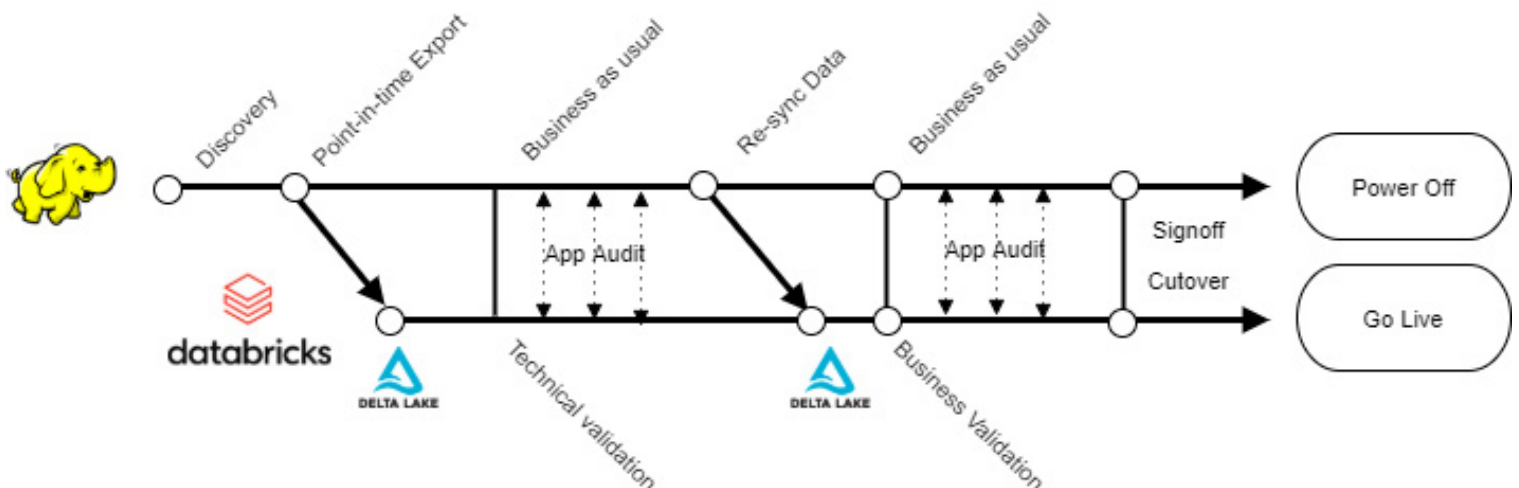 Discovery
Point-in-time Export
Business as usual
Re-sync Data
Business as usual
Power Off
App Audit
App Audit
Signoff
Cutover
Go Live
databricks
DELTA LAKE
Technical validation
DELTA LAKE
Business Validation